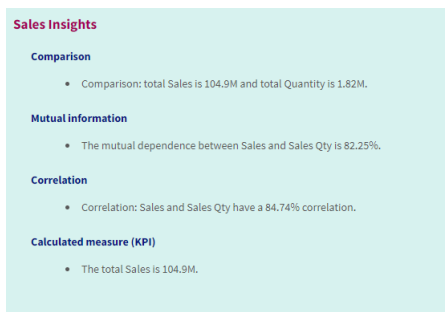 Sales Insights
Comparison
• Comparison: total Sales is 104.9M and total Quantity is 1.82M.
Mutual information
• The mutual dependence between Sales and Sales Qty is 82.25%.
Correlation
• Correlation: Sales and Sales Qty have a 84.74% correlation.
Calculated measure (KPI)
• The total Sales is 104.9M.